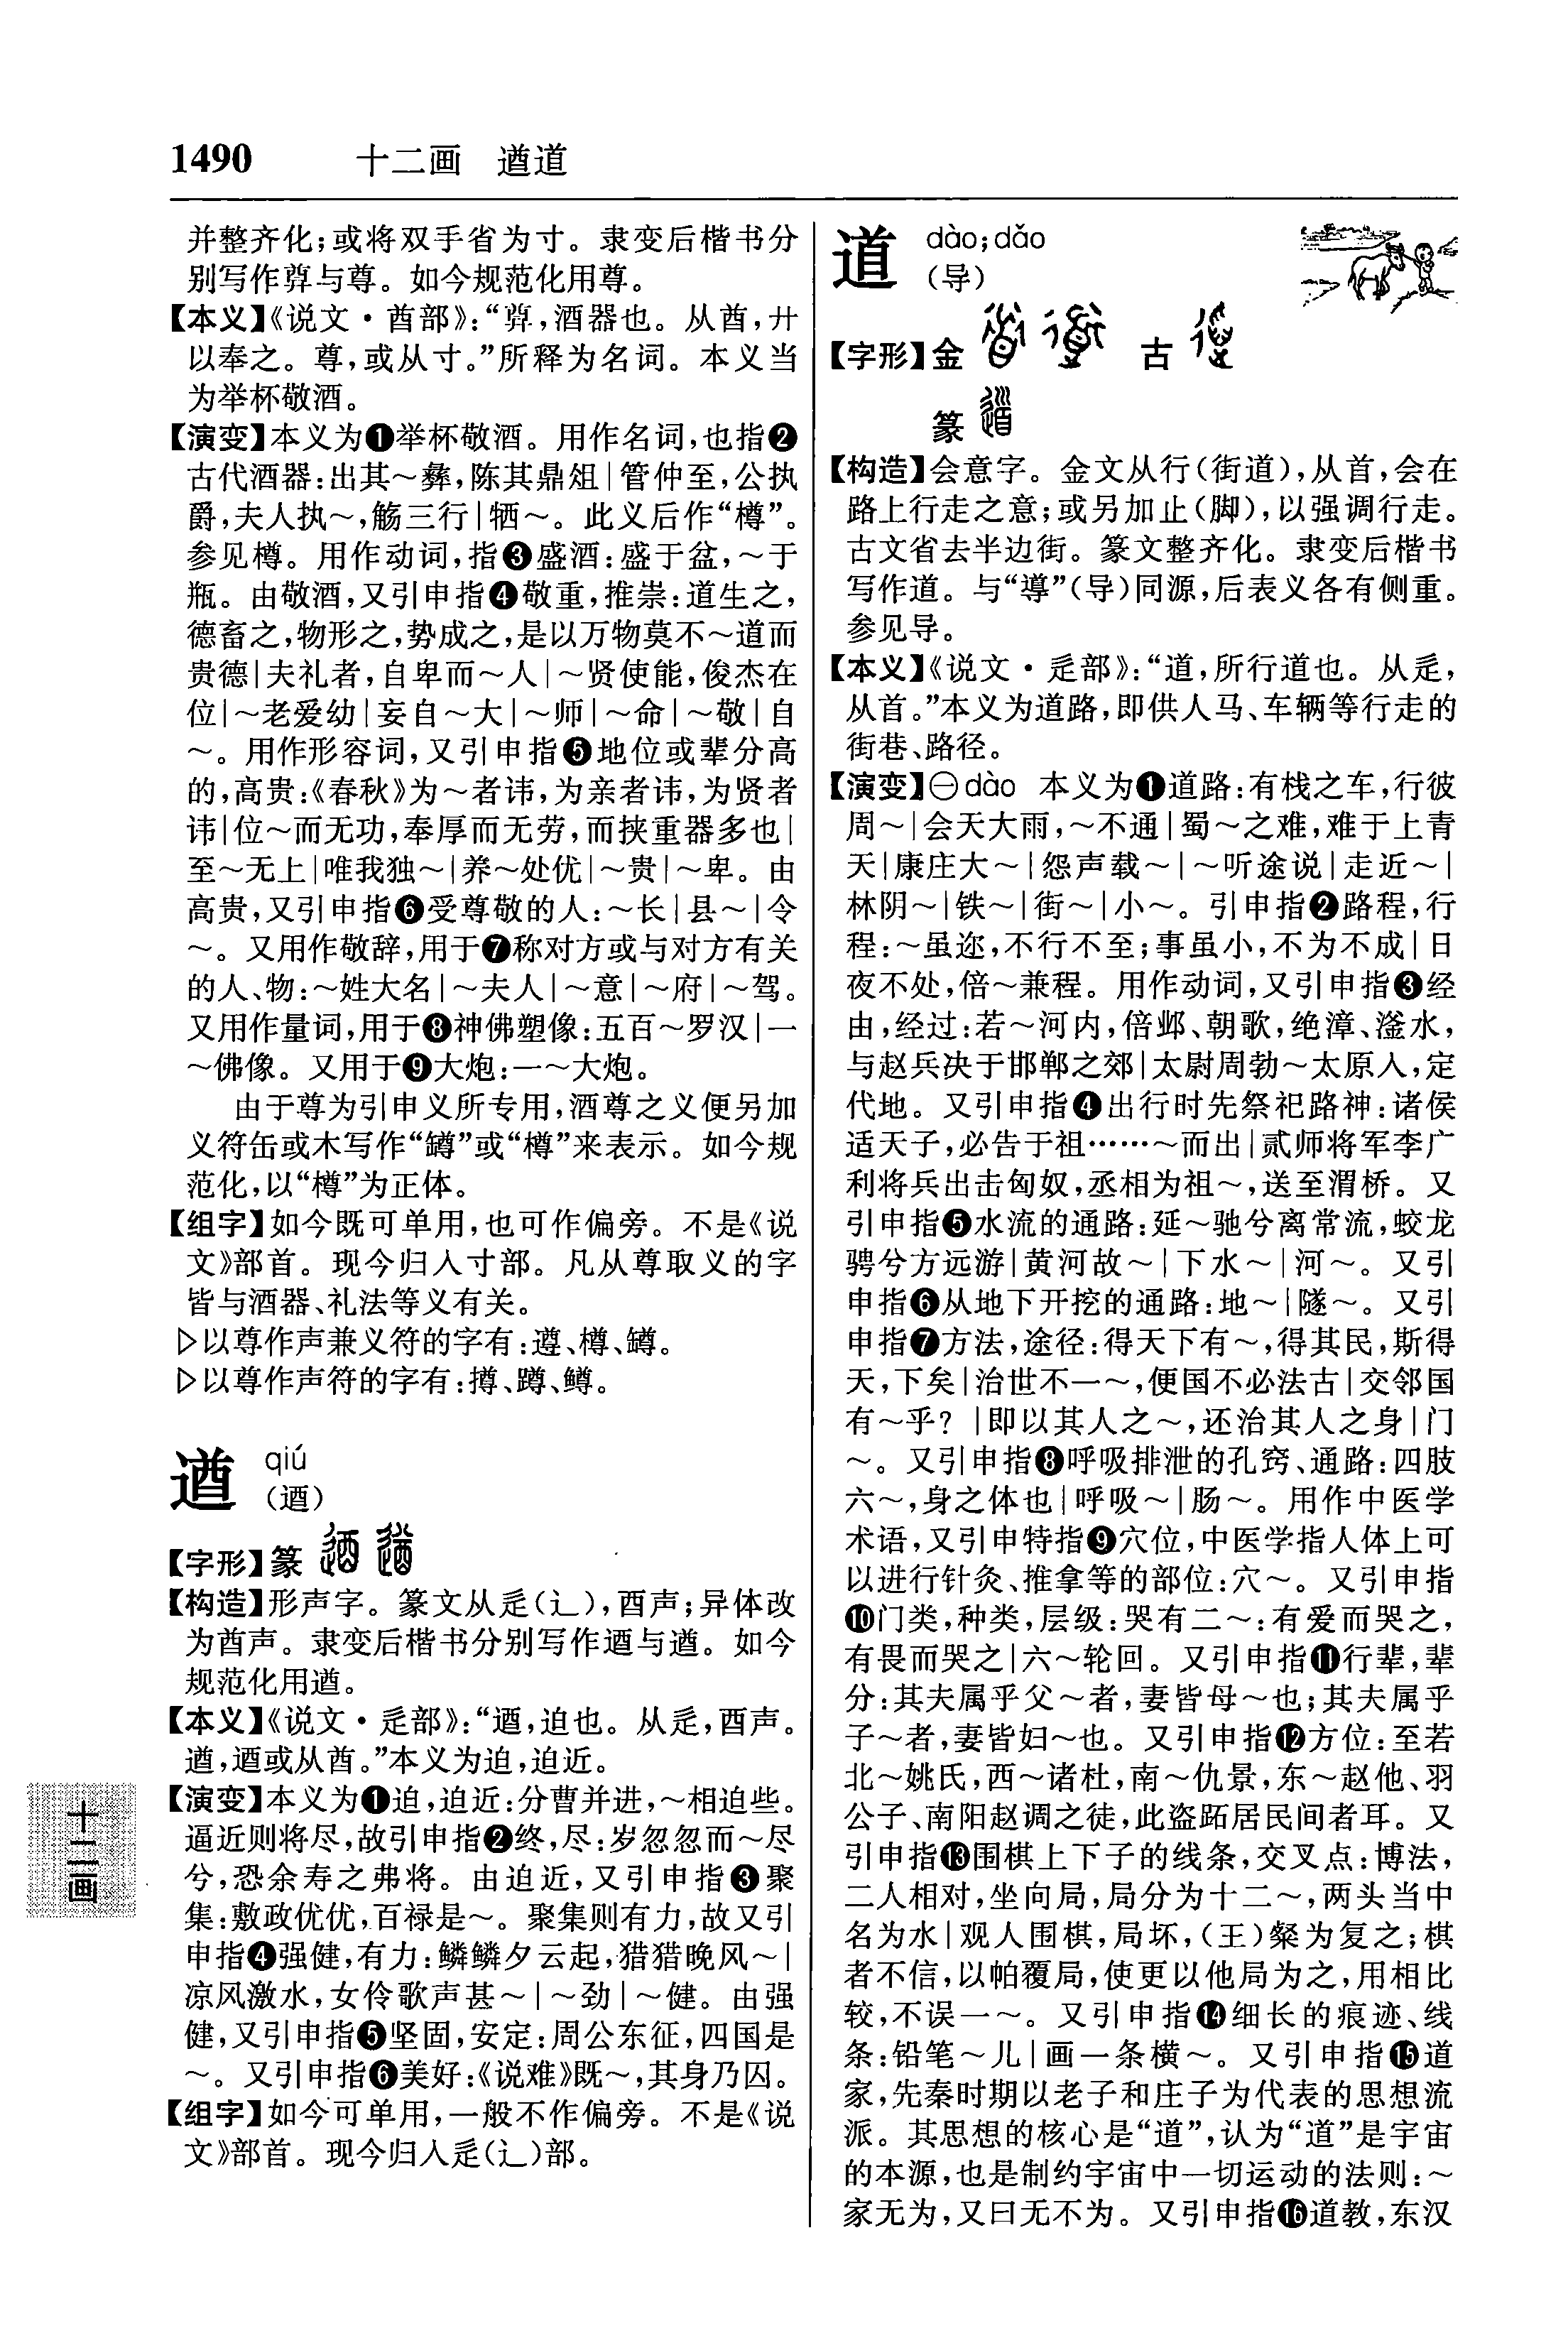 1490 十二画 遒道
并整齐化;或将双手省为寸。隶变后楷书分
别写作尊与尊。如今规范化用尊。
【本义】《说文·酋部》:“尊,酒器也。从酋,廾
以奉之。尊,或从寸。”所释为名词。本义当
为举杯敬酒。
【演变】本义为❶举杯敬酒。用作名词,也指❷
古代酒器:出其～彝,陈其鼎俎|管仲至,公执
爵,夫人执～,觞三行|牺～。此义后作“樽”。
参见樽。用作动词,指❸盛酒:盛于盆,～于
瓶。由敬酒,又引申指❹敬重,推崇:道生之,
德畜之,物形之,势成之,是以万物莫不～道而
贵德|夫礼者,自卑而～人|～贤使能,俊杰在
位|～老爱幼|妄自～大|～师|～命|～敬|自
～。用作形容词,又引申指❺地位或辈分高
的,高贵:《春秋》为～者讳,为亲者讳,为贤者
讳|位～而无功,奉厚而无劳,而挟重器多也|
至～无上|唯我独～|养～处优|～贵|～卑。由
高贵,又引申指❻受尊敬的人:～长|县～|令
～。又用作敬辞,用于❼称对方或与对方有关
的人、物:～姓大名|～夫人|～意|～府|～驾。
又用作量词,用于❽神佛塑像:五百～罗汉|一
～佛像。又用于❾大炮:一～大炮。
由于尊为引申义所专用,酒尊之义便另加
义符缶或木写作“罇”或“樽”来表示。如今规
范化,以“樽”为正体。
【组字】如今既可单用,也可作偏旁。不是《说
文》部首。现今归入寸部。凡从尊取义的字
皆与酒器、礼法等义有关。
▷以尊作声兼义符的字有:遵、樽、罇。
▷以尊作声符的字有:撙、蹲、鳟。
遒 qiú
(逎)
【字形】篆
【构造】形声字。篆文从辵(辶),酉声;异体改
为酋声。隶变后楷书分别写作逎与遒。如今
规范化用遒。
【本义】《说文·辵部》:“逎,迫也。从辵,酉声。
遒,逎或从酋。”本义为迫,迫近。
【演变】本义为❶迫,迫近:分曹并进,～相迫些。
逼近则将尽,故引申指❷终,尽:岁忽忽而～尽
兮,恐余寿之弗将。由迫近,又引申指❸聚
集:敷政优优,百禄是～。聚集则有力,故又引
申指❹强健,有力:鳞鳞夕云起,猎猎晚风～|
凉风激水,女伶歌声甚～|～劲|～健。由强
健,又引申指❺坚固,安定:周公东征,四国是
～。又引申指❻美好:《说难》既～,其身乃囚。
【组字】如今可单用,一般不作偏旁。不是《说
文》部首。现今归入辵(辶)部。
道 dào;dǎo
(导)
【字形】金 古
篆
【构造】会意字。金文从行(街道),从首,会在
路上行走之意;或另加止(脚),以强调行走。
古文省去半边街。篆文整齐化。隶变后楷书
写作道。与“導”(导)同源,后表义各有侧重。
参见导。
【本义】《说文·辵部》:“道,所行道也。从辵,
从首。”本义为道路,即供人马、车辆等行走的
街巷、路径。
【演变】㊀dào 本义为❶道路:有栈之车,行彼
周～|会天大雨,～不通|蜀～之难,难于上青
天|康庄大～|怨声载～|～听途说|走近～|
林阴～|铁～|街～|小～。引申指❷路程,行
程:～虽迩,不行不至;事虽小,不为不成|日
夜不处,倍～兼程。用作动词,又引申指❸经
由,经过:若～河内,倍邺、朝歌,绝漳、滏水,
与赵兵决于邯郸之郊|太尉周勃～太原入,定
代地。又引申指❹出行时先祭祀路神:诸侯
适天子,必告于祖……～而出|贰师将军李广
利将兵出击匈奴,丞相为祖～,送至渭桥。又
引申指❺水流的通路:延～驰兮离常流,蛟龙
骋兮方远游|黄河故～|下水～|河～。又引
申指❻从地下开挖的通路:地～|隧～。又引
申指❼方法,途径:得天下有～,得其民,斯得
天,下矣|治世不一～,便国不必法古|交邻国
有～乎?|即以其人之～,还治其人之身|门
～。又引申指❽呼吸排泄的孔窍、通路:四肢
六～,身之体也|呼吸～|肠～。用作中医学
术语,又引申特指❾穴位,中医学指人体上可
以进行针灸、推拿等的部位:穴～。又引申指
❿门类,种类,层级:哭有二～:有爱而哭之,
有畏而哭之|六～轮回。又引申指⓫行辈,辈
分:其夫属乎父～者,妻皆母～也;其夫属乎
子～者,妻皆妇～也。又引申指⓬方位:至若
北～姚氏,西～诸杜,南～仇景,东～赵他、羽
公子、南阳赵调之徒,此盗跖居民间者耳。又
引申指⓭围棋上下子的线条,交叉点:博法,
二人相对,坐向局,局分为十二～,两头当中
名为水|观人围棋,局坏,(王)粲为复之;棋
者不信,以帕覆局,使更以他局为之,用相比
较,不误一～。又引申指⓮细长的痕迹、线
条:铅笔～儿|画一条横～。又引申指⓯道
家,先秦时期以老子和庄子为代表的思想流
派。其思想的核心是“道”,认为“道”是宇宙
的本源,也是制约宇宙中一切运动的法则:～
家无为,又曰无不为。又引申指⓰道教,东汉
十二画